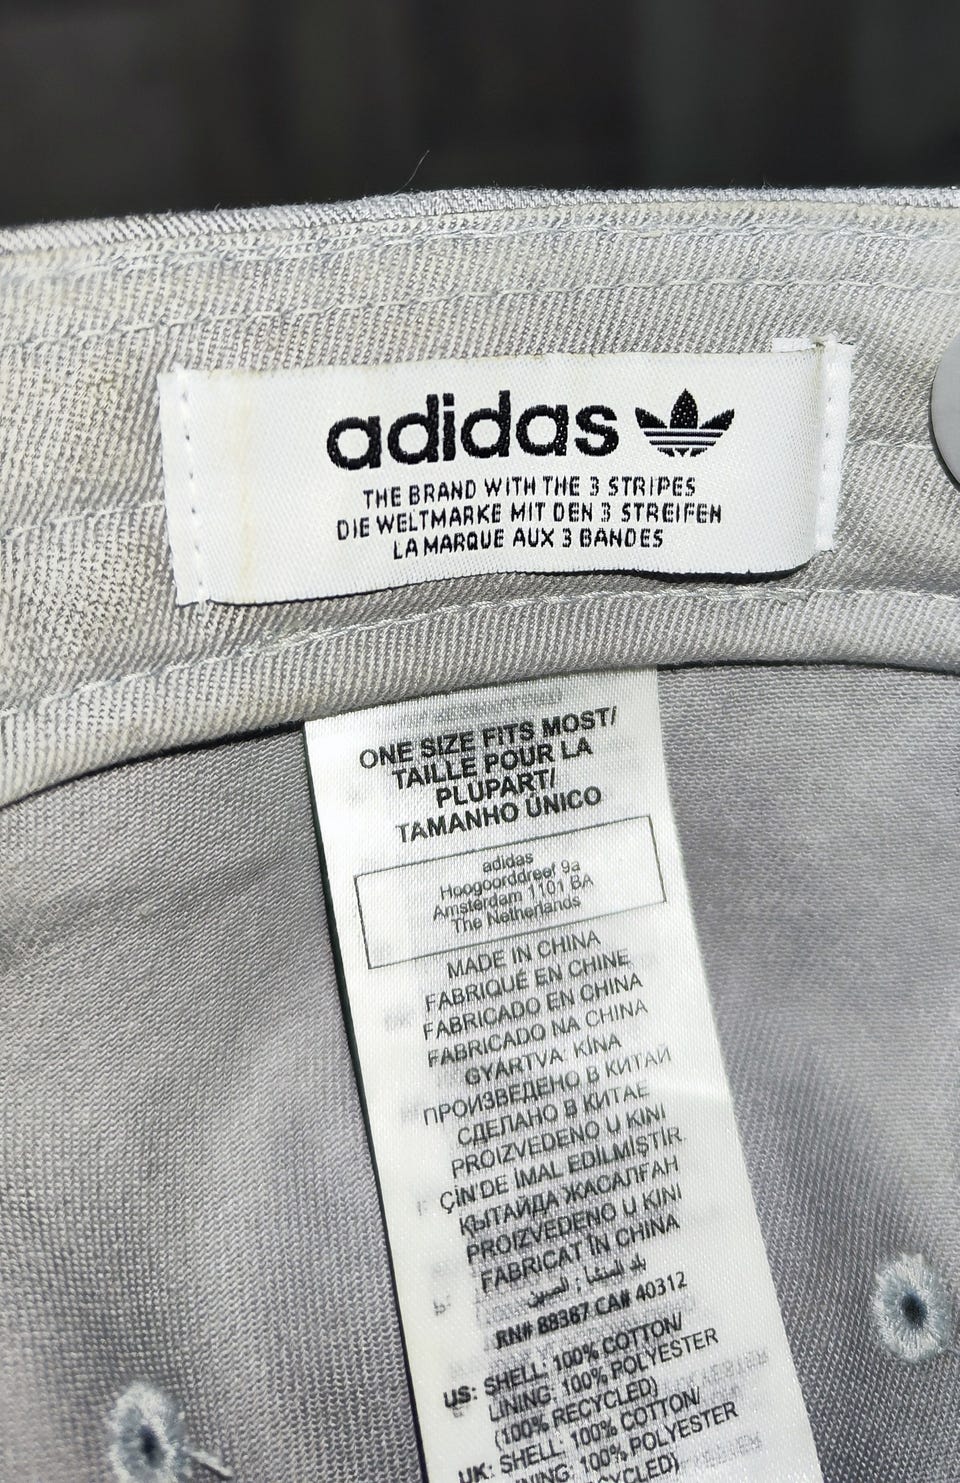 adidas
THE BRAND WITH THE 3 STRIPES
DIE WELTMARKE MIT DEN 3 STREIFEN
LA MARQUE AUX 3 BANDES
ONE SIZE FITS MOST/
TAILLE POUR LA
PLUPART/
TAMANHO ÚNICO
adidas
Hoogoorddreef 9a
Amsterdam 1101 BA
The Netherlands
MADE IN CHINA
FABRIQUÉ EN CHINE
FABRICADO EN CHINA
FABRICADO NA CHINA
GYÁRTVA: KÍNA
ПРОИЗВЕДЕНО В КИТАЙ
СДЕЛАНО В КИТАЕ
PROIZVEDENO U KINI
ÇİN'DE İMAL EDİLMİŞTİR.
ҚЫТАЙДА ЖАСАЛҒАН
PROIZVEDENO U KINI
FABRICAT ÎN CHINA
بلد المنشأ : الصين
RN# 88387 CA# 40312
US: SHELL: 100% COTTON/
LINING: 100% POLYESTER
(100% RECYCLED)
UK: SHELL: 100% COTTON/
100% POLYESTER